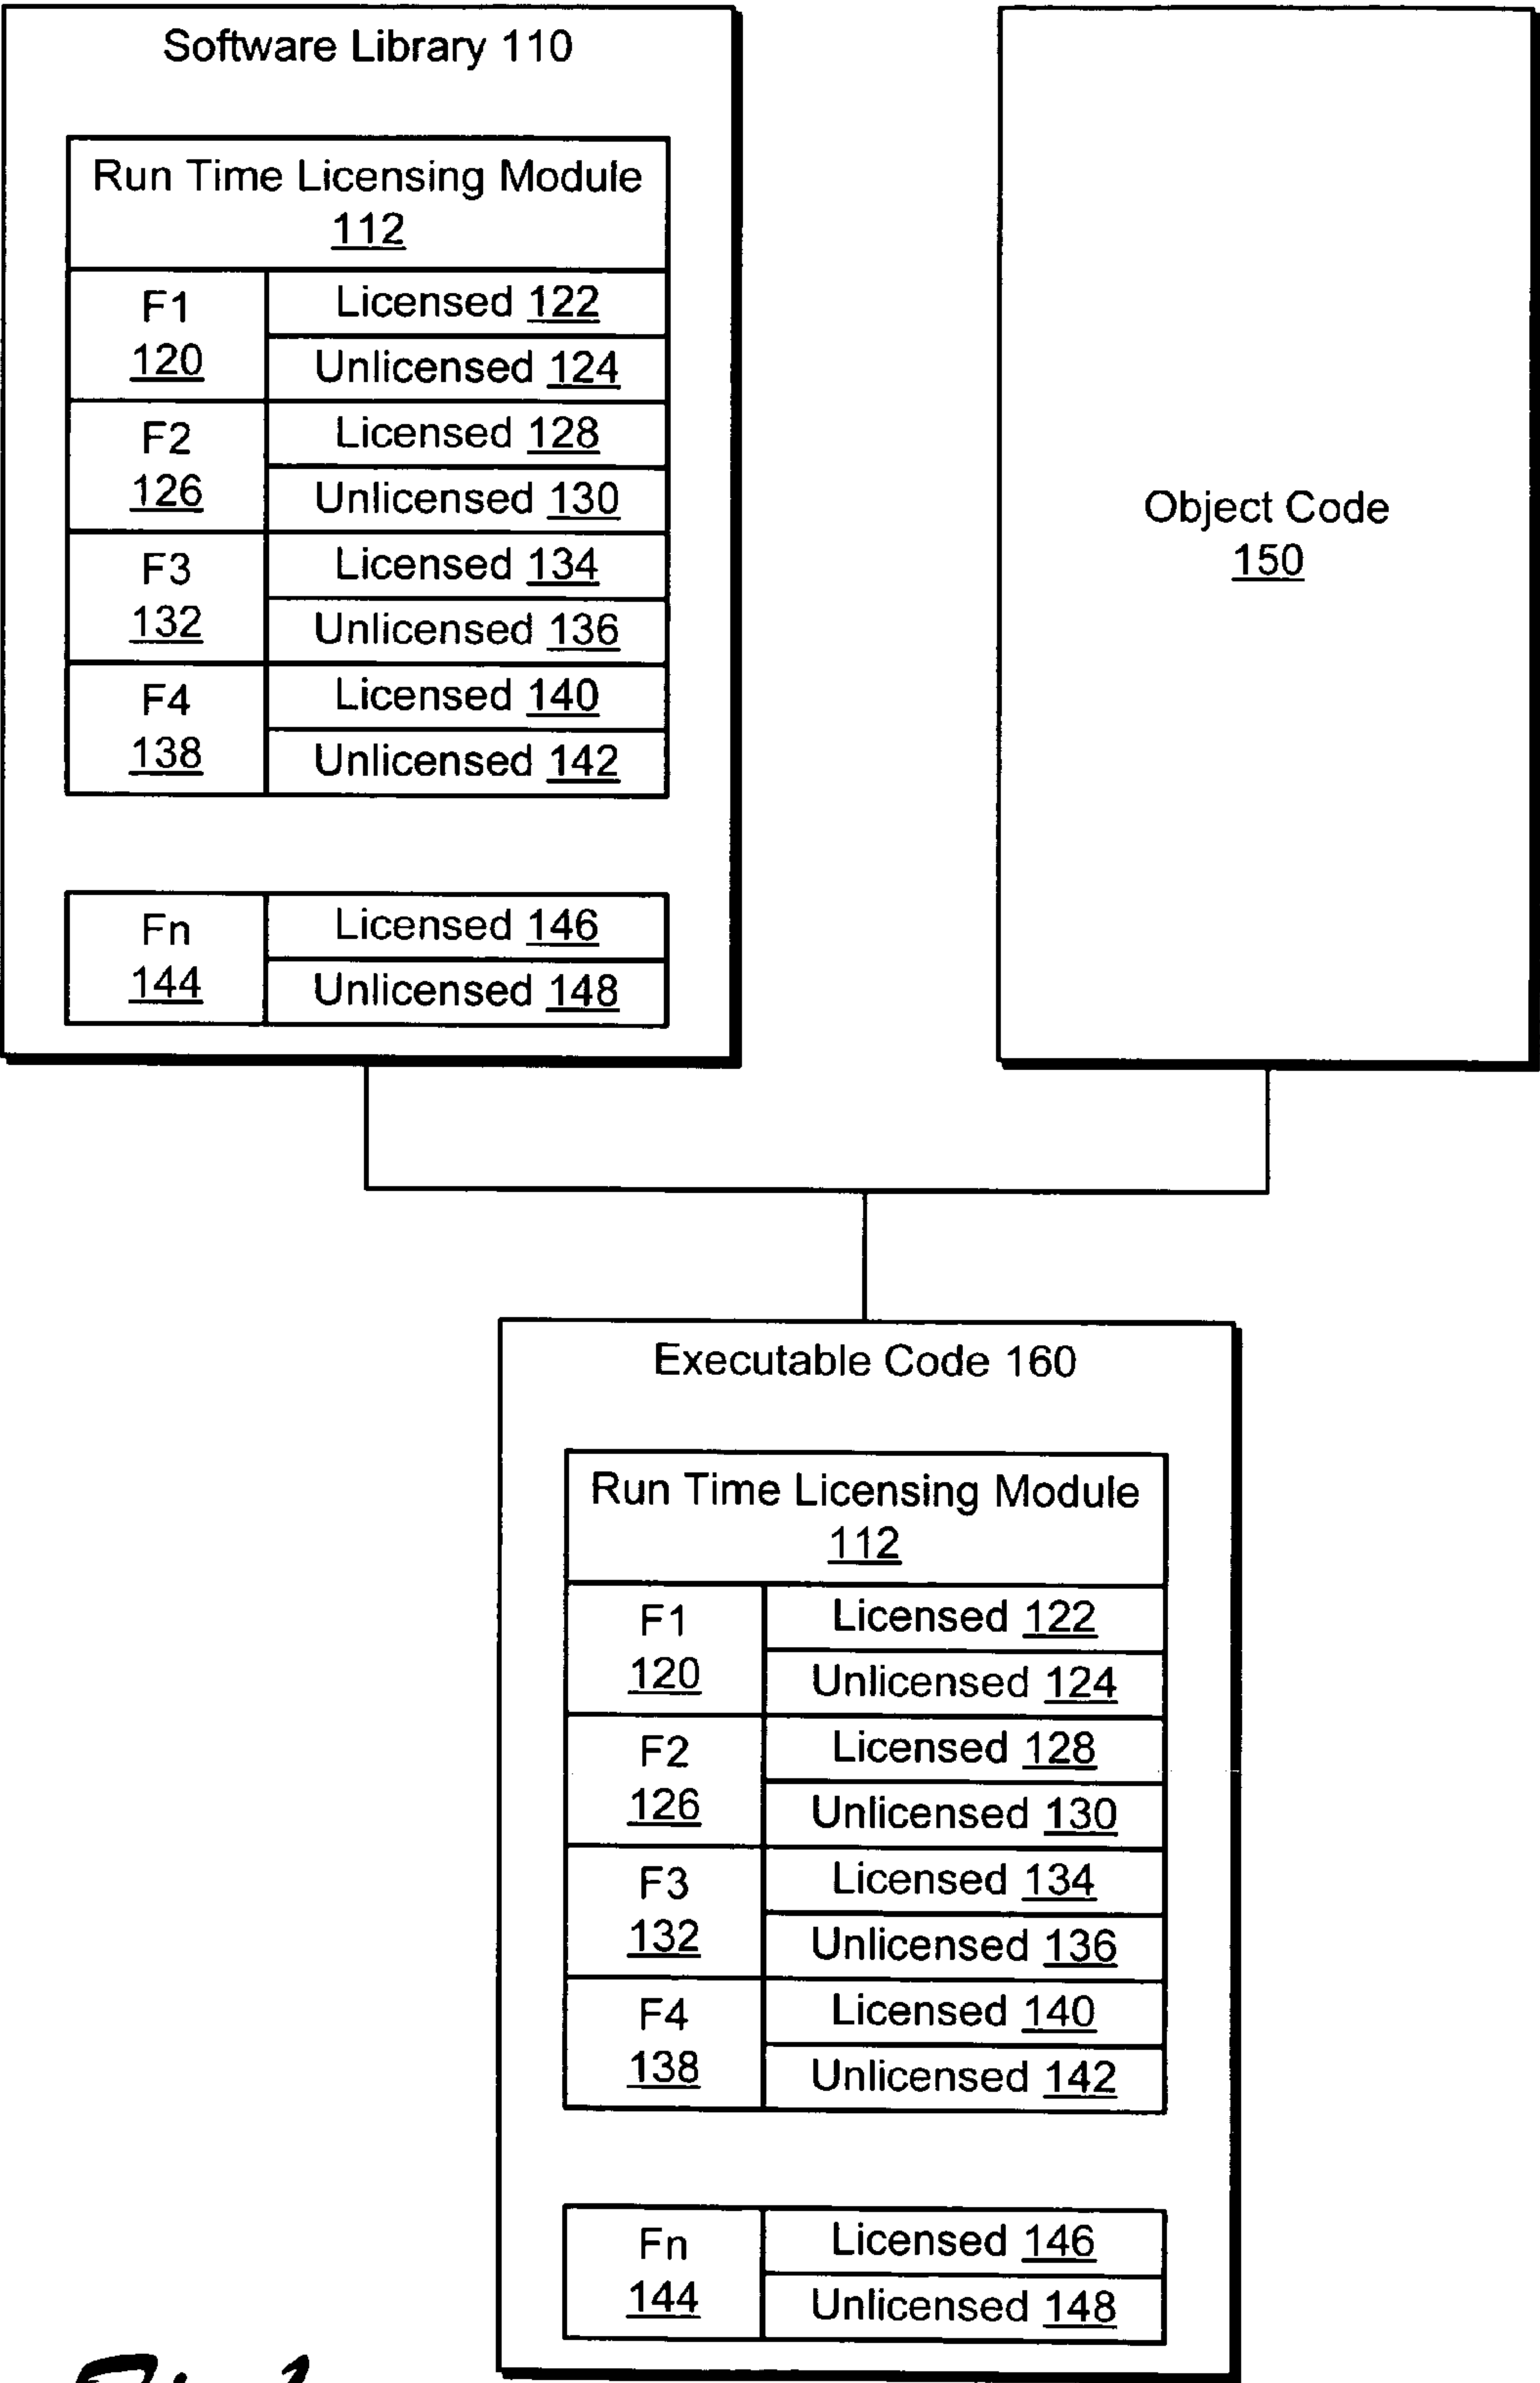 Software Library 110
Run Time Licensing Module
112
F1
120
Licensed 122
Unlicensed 124
F2
126
Licensed 128
Unlicensed 130
F3
132
Licensed 134
Unlicensed 136
F4
138
Licensed 140
Unlicensed 142
Fn
144
Licensed 146
Unlicensed 148
Object Code
150
Executable Code 160
Run Time Licensing Module
112
F1
120
Licensed 122
Unlicensed 124
F2
126
Licensed 128
Unlicensed 130
F3
132
Licensed 134
Unlicensed 136
F4
138
Licensed 140
Unlicensed 142
Fn
144
Licensed 146
Unlicensed 148